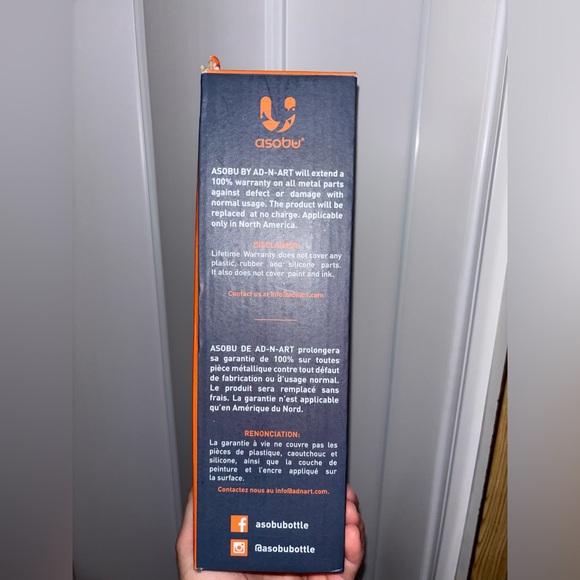 asobu®
ASOBU BY AD-N-ART will extend a
100% warranty on all metal parts
against defect or damage with
normal usage. The product will be
replaced at no charge. Applicable
only in North America.
DISCLAIMER:
Lifetime Warranty does not cover any
plastic, rubber and silicone parts.
It also does not cover paint and ink.
Contact us at info@adnart.com
ASOBU DE AD-N-ART prolongera
sa garantie de 100% sur toutes
pièce métallique contre tout défaut
de fabrication ou d'usage normal.
Le produit sera remplacé sans
frais. La garantie n'est applicable
qu'en Amérique du Nord.
RENONCIATION:
La garantie à vie ne couvre pas les
pièces de plastique, caoutchouc et
silicone, ainsi que la couche de
peinture et l'encre appliqué sur
la surface.
Contactez nous au info@adnart.com.
asobubottle
@asobubottle